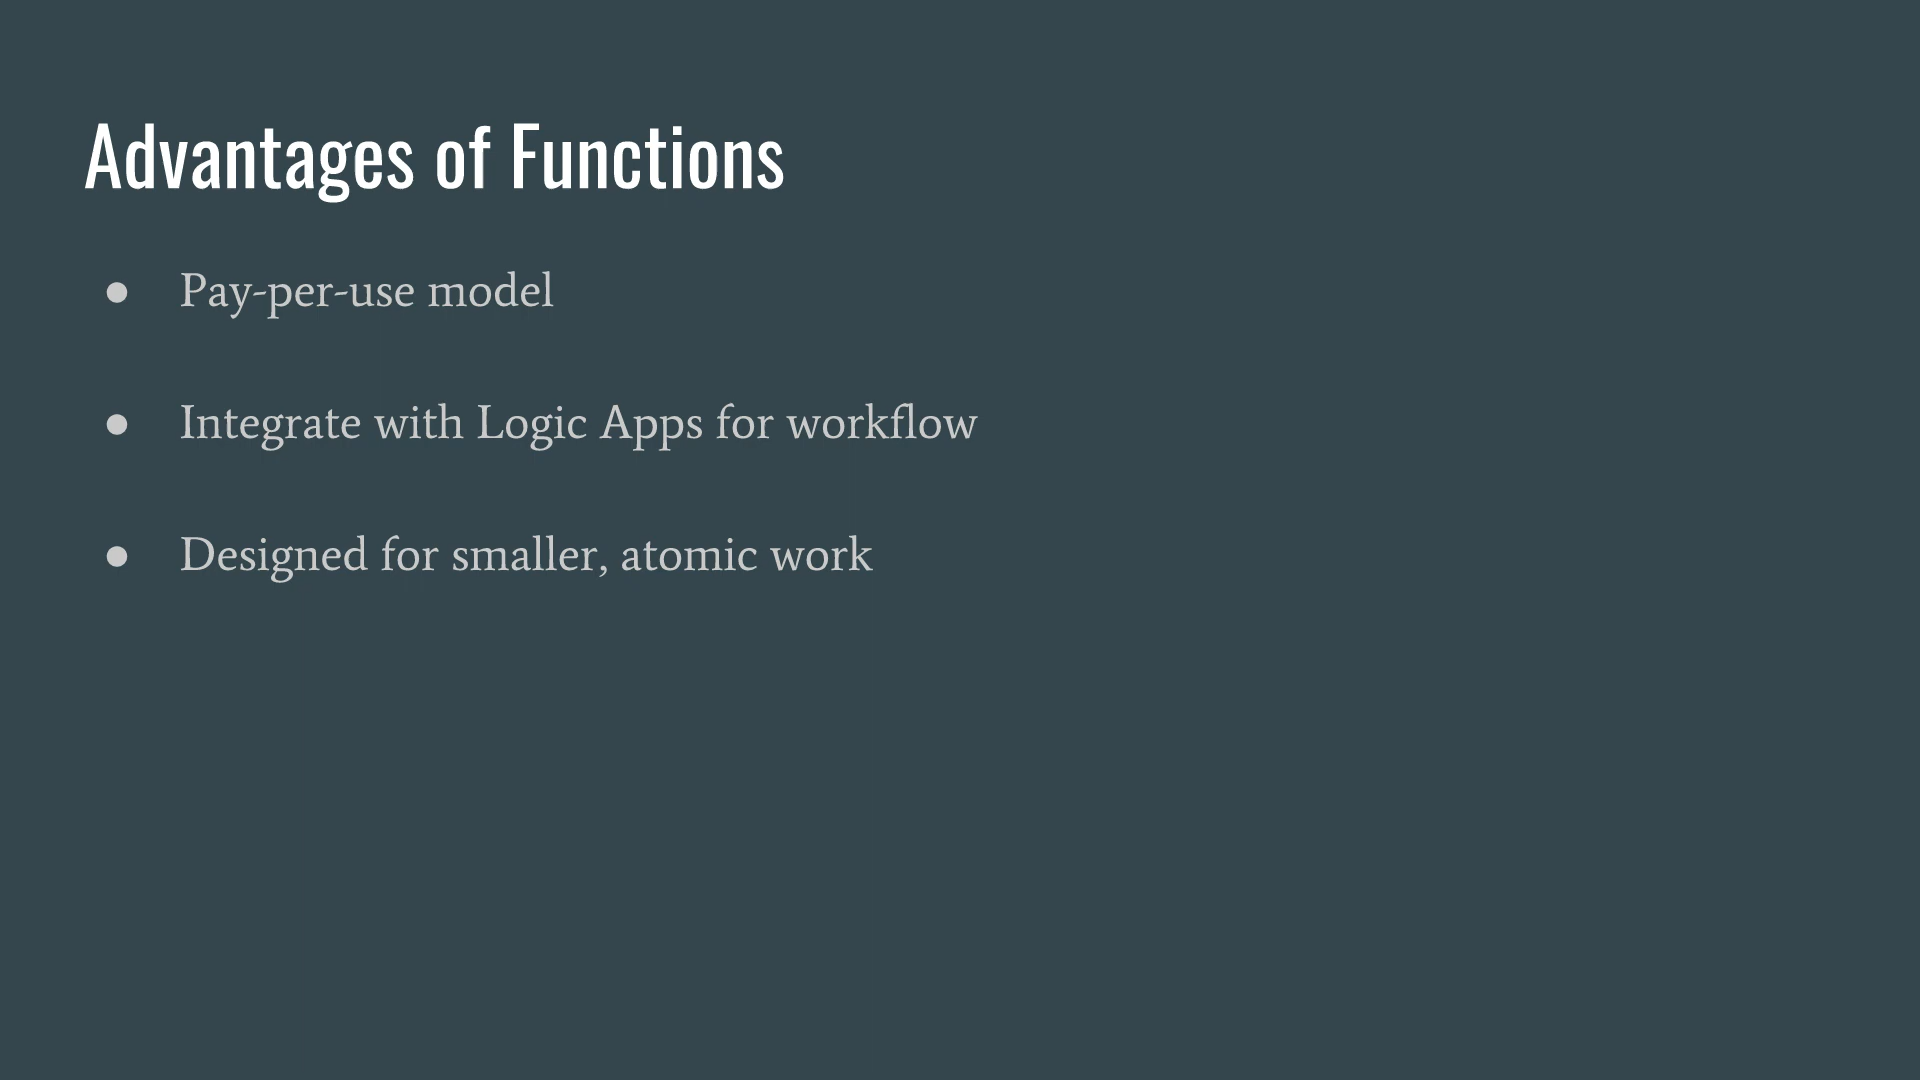 Advantages of Functions
● Pay-per-use model
● Integrate with Logic Apps for workflow
● Designed for smaller, atomic work